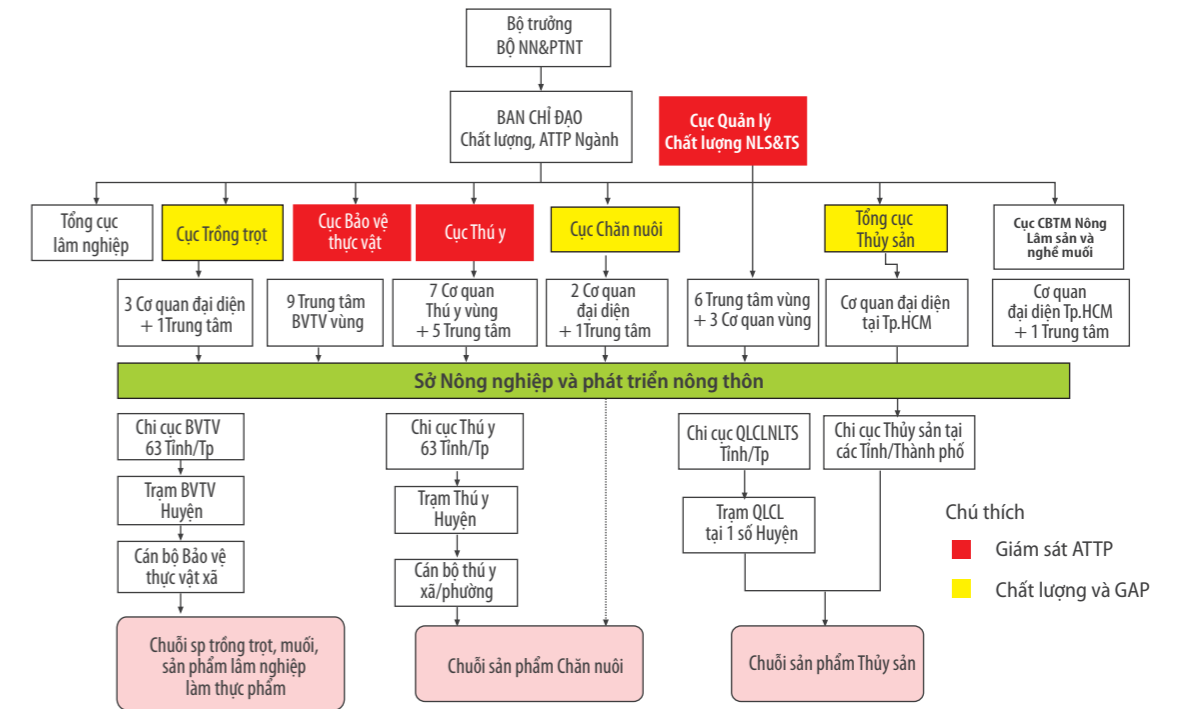 Bộ trưởng
BỘ NN&PTNT
BAN CHỈ ĐẠO
Chất lượng, ATTP Ngành
Cục Quản lý
Chất lượng NLS&TS
Tổng cục
lâm nghiệp
Cục Trồng trọt
Cục Bảo vệ
thực vật
Cục Thú y
Cục Chăn nuôi
Tổng cục
Thủy sản
Cục CBTM Nông
Lâm sản và
nghề muối
3 Cơ quan đại diện
+ 1Trung tâm
9 Trung tâm
BVTV vùng
7 Cơ quan
Thú y vùng
+ 5 Trung tâm
2 Cơ quan
đại diện
+ 1Trung tâm
6 Trung tâm vùng
+ 3 Cơ quan vùng
Cơ quan đại diện
tại Tp.HCM
Cơ quan
đại diện Tp.HCM
+ 1 Trung tâm
Sở Nông nghiệp và phát triển nông thôn
Chi cục BVTV
63 Tỉnh/Tp
Chi cục Thú y
63 Tỉnh/Tp
Chi cục QLCLNLTS
Tỉnh/Tp
Chi cục Thủy sản tại
các Tỉnh/Thành phố
Trạm BVTV
Huyện
Trạm Thú y
Huyện
Trạm QLCL
tại 1 số Huyện
Cán bộ Bảo vệ
thực vật xã
Cán bộ thú y
xã/phường
Chú thích
Giám sát ATTP
Chất lượng và GAP
Chuỗi sp trồng trọt, muối,
sản phẩm lâm nghiệp
làm thực phẩm
Chuỗi sản phẩm Chăn nuôi
Chuỗi sản phẩm Thủy sản